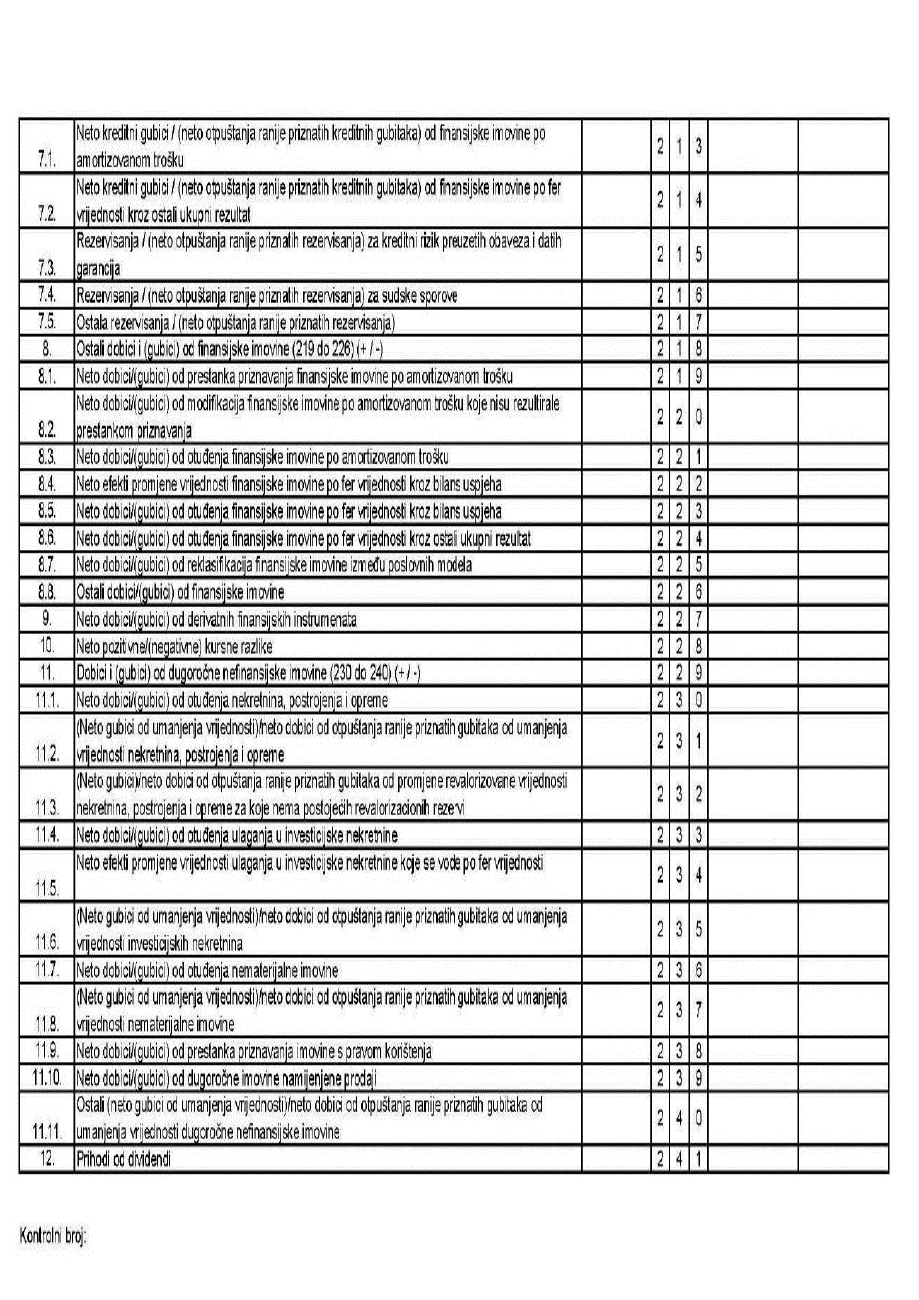 Neto kreditni gubici / (neto otpuštanja ranije priznatih kreditnih gubitaka) od finansijske imovine po
7.1. amortizovanom trošku 2 1 3
Neto kreditni gubici / (neto otpuštanja ranije priznatih kreditnih gubitaka) od finansijske imovine po fer
7.2. vrijednosti kroz ostali ukupni rezultat 2 1 4
Rezervisanja / (neto otpuštanja ranije priznatih rezervisanja) za kreditni rizik preuzetih obaveza i datih
7.3. garancija 2 1 5
7.4. Rezervisanja / (neto otpuštanja ranije priznatih rezervisanja) za sudske sporove 2 1 6
7.5. Ostala rezervisanja / (neto otpuštanja ranije priznatih rezervisanja) 2 1 7
8. Ostali dobici i (gubici) od finansijske imovine (219 do 226) (+ / -) 2 1 8
8.1. Neto dobici/(gubici) od prestanka priznavanja finansijske imovine po amortizovanom trošku 2 1 9
Neto dobici/(gubici) od modifikacija finansijske imovine po amortizovanom trošku koje nisu rezultirale
8.2. prestankom priznavanja 2 2 0
8.3. Neto dobici/(gubici) od otuđenja finansijske imovine po amortizovanom trošku 2 2 1
8.4. Neto efekti promjene vrijednosti finansijske imovine po fer vrijednosti kroz bilans uspjeha 2 2 2
8.5. Neto dobici/(gubici) od otuđenja finansijske imovine po fer vrijednosti kroz bilans uspjeha 2 2 3
8.6. Neto dobici/(gubici) od otuđenja finansijske imovine po fer vrijednosti kroz ostali ukupni rezultat 2 2 4
8.7. Neto dobici/(gubici) od reklasifikacija finansijske imovine između poslovnih modela 2 2 5
8.8. Ostali dobici/(gubici) od finansijske imovine 2 2 6
9. Neto dobici/(gubici) od derivatnih finansijskih instrumenata 2 2 7
10. Neto pozitivne/(negativne) kursne razlike 2 2 8
11. Dobici i (gubici) od dugoročne nefinansijske imovine (230 do 240) (+ / -) 2 2 9
11.1. Neto dobici/(gubici) od otuđenja nekretnina, postrojenja i opreme 2 3 0
(Neto gubici od umanjenja vrijednosti)/neto dobici od otpuštanja ranije priznatih gubitaka od umanjenja
11.2. vrijednosti nekretnina, postrojenja i opreme 2 3 1
(Neto gubici)/neto dobici od otpuštanja ranije priznatih gubitaka od promjene revalorizovane vrijednosti
11.3. nekretnina, postrojenja i opreme za koje nema postojećih revalorizacionih rezervi 2 3 2
11.4. Neto dobici/(gubici) od otuđenja ulaganja u investicijske nekretnine 2 3 3
Neto efekti promjene vrijednosti ulaganja u investicijske nekretnine koje se vode po fer vrijednosti
11.5. 2 3 4
(Neto gubici od umanjenja vrijednosti)/neto dobici od otpuštanja ranije priznatih gubitaka od umanjenja
11.6. vrijednosti investicijskih nekretnina 2 3 5
11.7. Neto dobici/(gubici) od otuđenja nematerijalne imovine 2 3 6
(Neto gubici od umanjenja vrijednosti)/neto dobici od otpuštanja ranije priznatih gubitaka od umanjenja
11.8. vrijednosti nematerijalne imovine 2 3 7
11.9. Neto dobici/(gubici) od prestanka priznavanja imovine s pravom korištenja 2 3 8
11.10. Neto dobici/(gubici) od dugoročne imovine namijenjene prodaji 2 3 9
Ostali (neto gubici od umanjenja vrijednosti)/neto dobici od otpuštanja ranije priznatih gubitaka od
11.11. umanjenja vrijednosti dugoročne nefinansijske imovine 2 4 0
12. Prihodi od dividendi 2 4 1
Kontrolni broj: